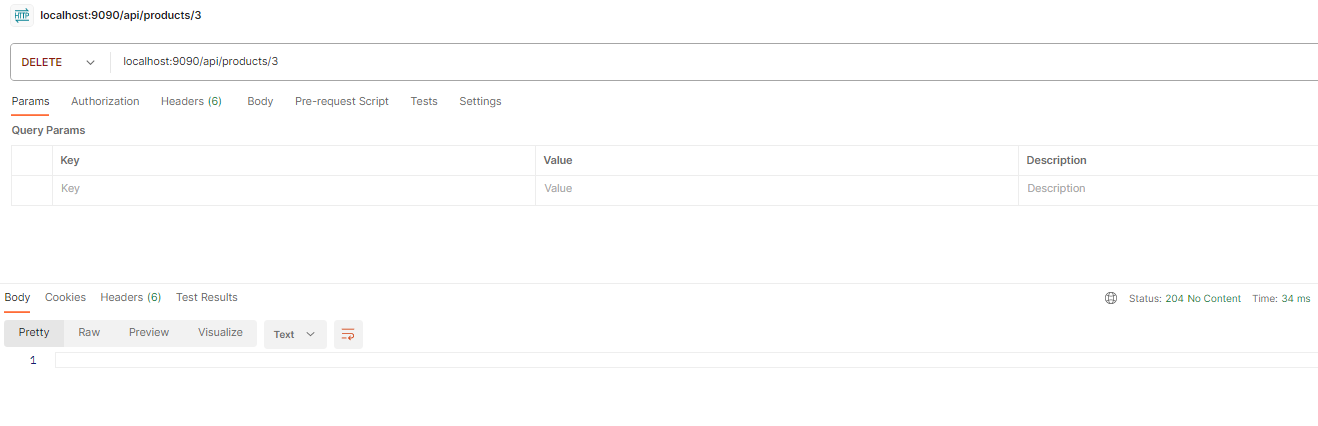 HTTP localhost:9090/api/products/3
DELETE localhost:9090/api/products/3
Params Authorization Headers (6) Body Pre-request Script Tests Settings
Query Params
Key Value Description
Key Value Description
Body Cookies Headers (6) Test Results Status: 204 No Content Time: 34 ms
Pretty Raw Preview Visualize Text
1